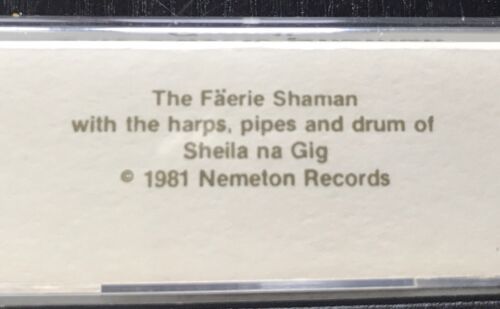 The Fäerie Shaman
with the harps, pipes and drum of
Sheila na Gig
© 1981 Nemeton Records